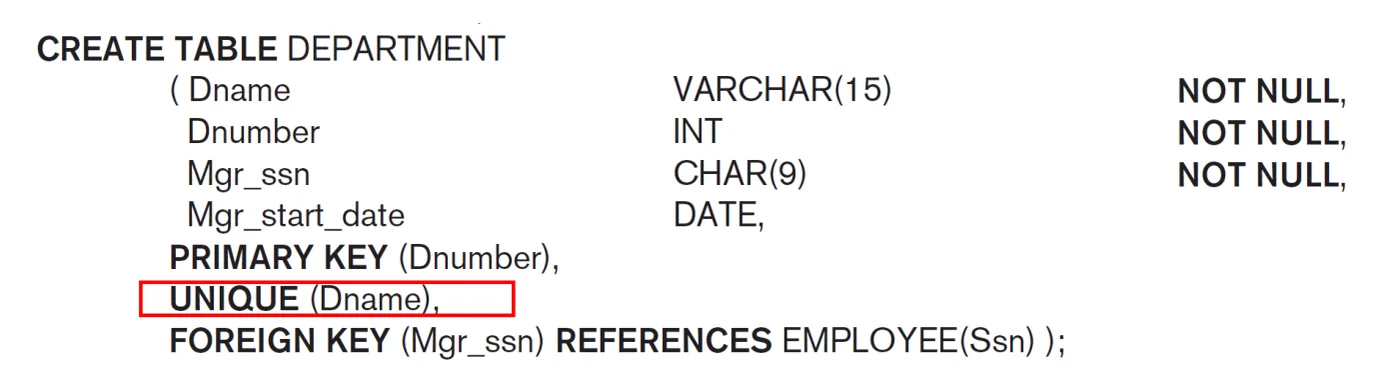 CREATE TABLE DEPARTMENT
( Dname VARCHAR(15) NOT NULL,
Dnumber INT NOT NULL,
Mgr_ssn CHAR(9) NOT NULL,
Mgr_start_date DATE,
PRIMARY KEY (Dnumber),
UNIQUE (Dname),
FOREIGN KEY (Mgr_ssn) REFERENCES EMPLOYEE(Ssn) );